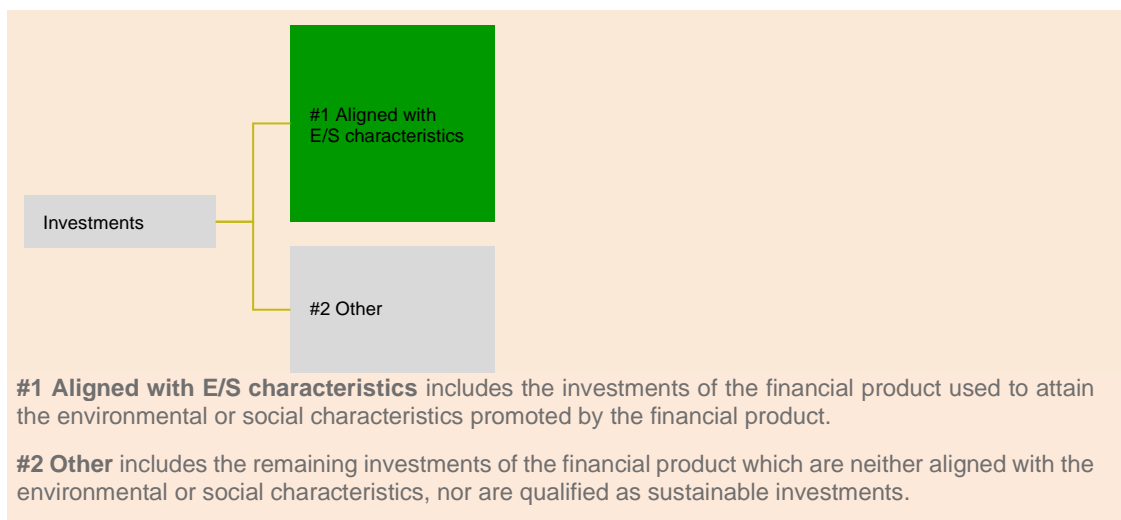 #1 Aligned with
E/S characteristics
Investments
#2 Other
#1 Aligned with E/S characteristics includes the investments of the financial product used to attain
the environmental or social characteristics promoted by the financial product.
#2 Other includes the remaining investments of the financial product which are neither aligned with the
environmental or social characteristics, nor are qualified as sustainable investments.